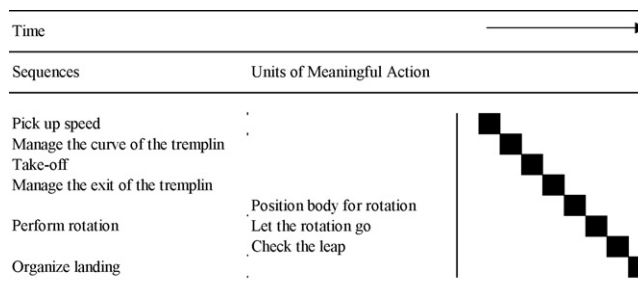 Time
Sequences Units of Meaningful Action
Pick up speed
Manage the curve of the tremplin
Take-off
Manage the exit of the tremplin
Position body for rotation
Perform rotation Let the rotation go
Check the leap
Organize landing